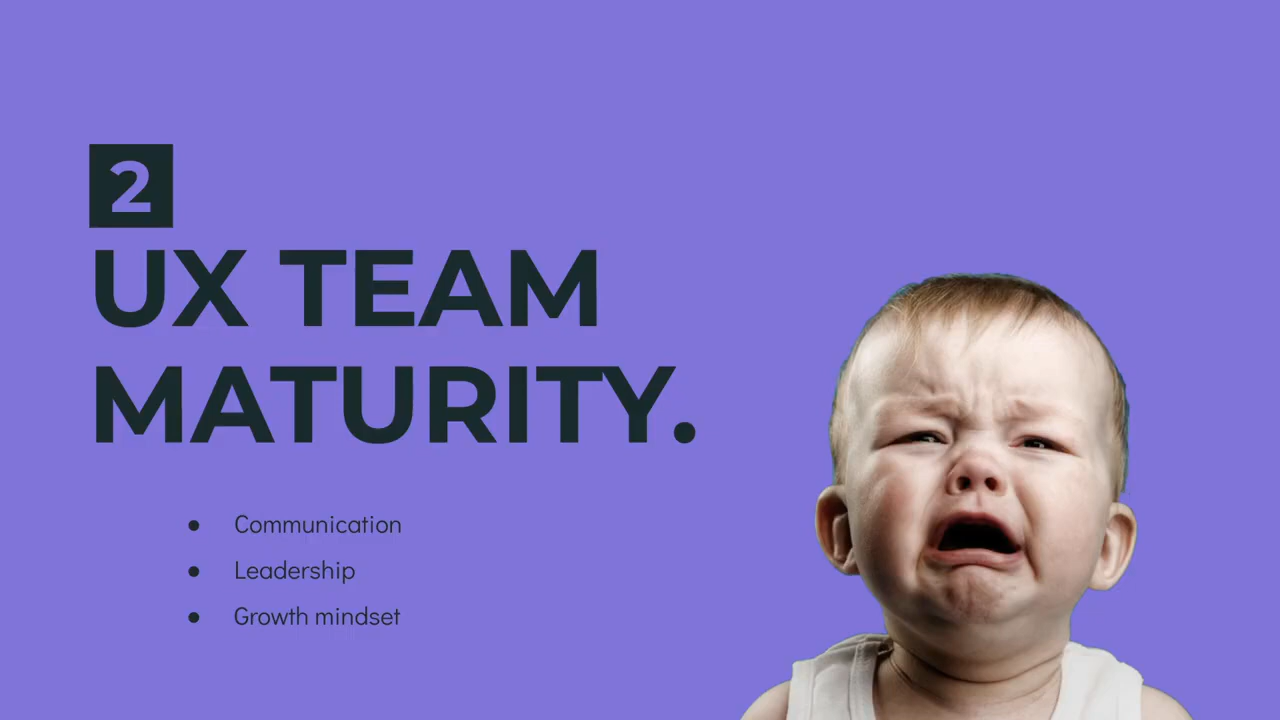 2
UX TEAM
MATURITY.
● Communication
● Leadership
● Growth mindset